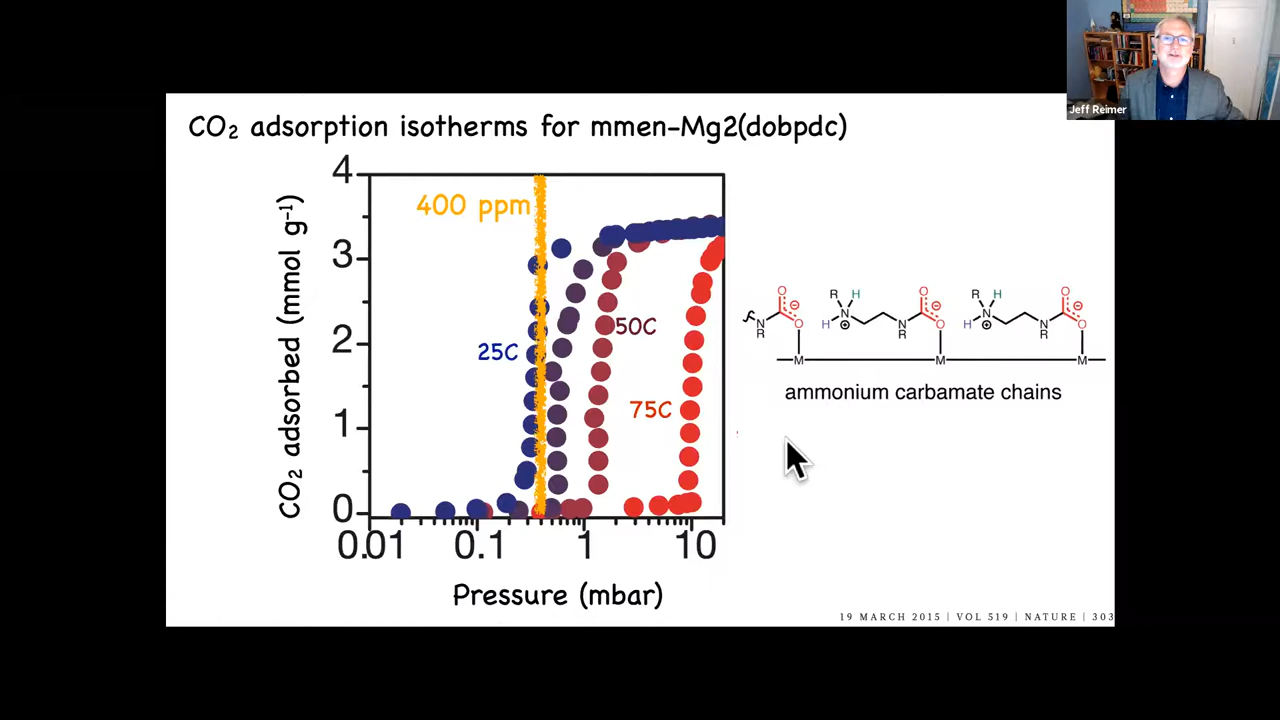 Jeff Reimer
CO₂ adsorption isotherms for mmen-Mg2(dobpdc)
CO₂ adsorbed (mmol g⁻¹)
4
3
2
1
0
400 ppm
25C
50C
75C
0.01 0.1 1 10
Pressure (mbar)
O ⊖ R H O ⊖ R H O ⊖
N O H N ⊕ N O H N ⊕ N O
R R R
M M M
ammonium carbamate chains
19 MARCH 2015 | VOL 519 | NATURE | 303